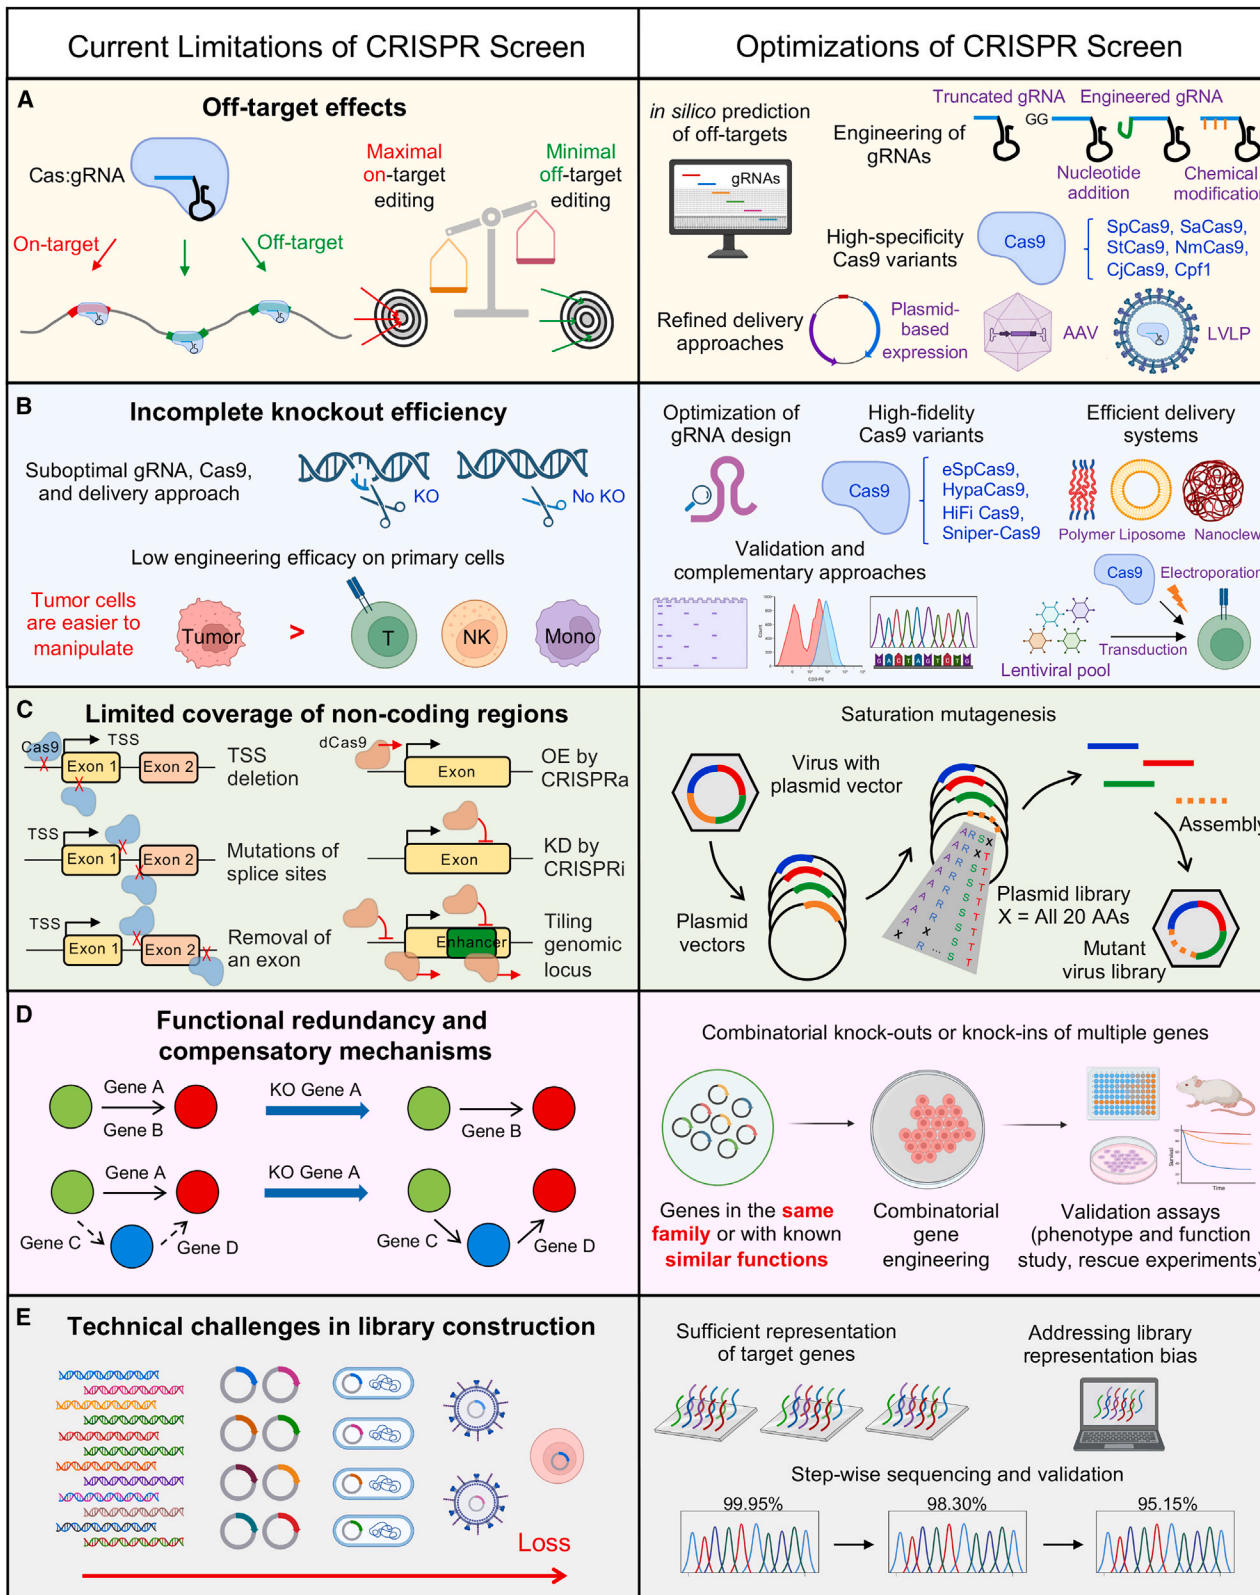 Current Limitations of CRISPR Screen
Optimizations of CRISPR Screen
A
Off-target effects
Cas:gRNA
On-target
Off-target
Maximal
on-target
editing
Minimal
off-target
editing
in silico prediction
of off-targets
gRNAs
Engineering of
gRNAs
Truncated gRNA
Engineered gRNA
GG
Nucleotide
addition
Chemical
modification
High-specificity
Cas9 variants
Cas9
SpCas9, SaCas9,
StCas9, NmCas9,
CjCas9, Cpf1
Refined delivery
approaches
Plasmid-
based
expression
AAV
LVLP
B
Incomplete knockout efficiency
Suboptimal gRNA, Cas9,
and delivery approach
KO
No KO
Low engineering efficacy on primary cells
Tumor cells
are easier to
manipulate
Tumor
>
T
NK
Mono
Optimization of
gRNA design
High-fidelity
Cas9 variants
Cas9
eSpCas9,
HypaCas9,
HiFi Cas9,
Sniper-Cas9
Efficient delivery
systems
Polymer Liposome Nanoclew
Validation and
complementary approaches
Count
CD3-PE
G A C T A G T C T G
Cas9
Electroporation
Transduction
Lentiviral pool
C
Limited coverage of non-coding regions
Cas9
TSS
Exon 1
Exon 2
TSS
deletion
TSS
Exon 1
Exon 2
Mutations of
splice sites
TSS
Exon 1
Exon 2
Removal of
an exon
dCas9
Exon
OE by
CRISPRa
Exon
KD by
CRISPRi
Enhancer
Tiling
genomic
locus
Saturation mutagenesis
Virus with
plasmid vector
Plasmid
vectors
Plasmid library
X = All 20 AAs
Assembly
Mutant
virus library
D
Functional redundancy and
compensatory mechanisms
Gene A
Gene B
KO Gene A
Gene B
Gene A
Gene C
Gene D
KO Gene A
Gene C
Gene D
Combinatorial knock-outs or knock-ins of multiple genes
Genes in the same
family or with known
similar functions
Combinatorial
gene
engineering
Survival
Time
Validation assays
(phenotype and function
study, rescue experiments)
E
Technical challenges in library construction
Loss
Sufficient representation
of target genes
Addressing library
representation bias
Step-wise sequencing and validation
99.95%
98.30%
95.15%